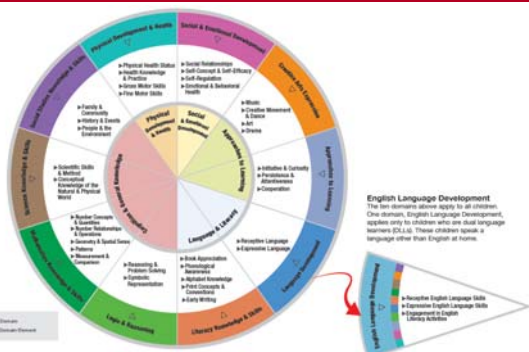 Physical Development & Health
Social & Emotional Development
Creative Arts Expression
Approaches to Learning
Language Development
Literacy Knowledge & Skills
Logic & Reasoning
Mathematics Knowledge & Skills
Science Knowledge & Skills
Social Studies Knowledge & Skills
Physical Health Status
Health Knowledge
& Practice
Gross Motor Skills
Fine Motor Skills
Social Relationships
Self-Concept & Self-Efficacy
Self-Regulation
Emotional & Behavioral
Health
Music
Creative Movement
& Dance
Art
Drama
Initiative & Curiosity
Persistence &
Attentiveness
Cooperation
Receptive Language
Expressive Language
Book Appreciation
Phonological
Awareness
Alphabet Knowledge
Print Concepts &
Conventions
Early Writing
Reasoning &
Problem Solving
Symbolic
Representation
Number Concepts
& Quantities
Number Relationships
& Operations
Geometry & Spatial Sense
Patterns
Measurement &
Comparison
Scientific Skills
& Method
Conceptual
Knowledge of the
Natural & Physical
World
Family &
Community
History & Events
People & the
Environment
Physical
Development
& Health
Social
& Emotional
Development
Approaches to Learning
Language & Literacy
Cognition & General Knowledge
Domain
Domain Element
English Language Development
The ten domains above apply to all children.
One domain, English Language Development,
applies only to children who are dual language
learners (DLLs). These children speak a
language other than English at home.
English Language Development
Receptive English Language Skills
Expressive English Language Skills
Engagement in English
Literacy Activities